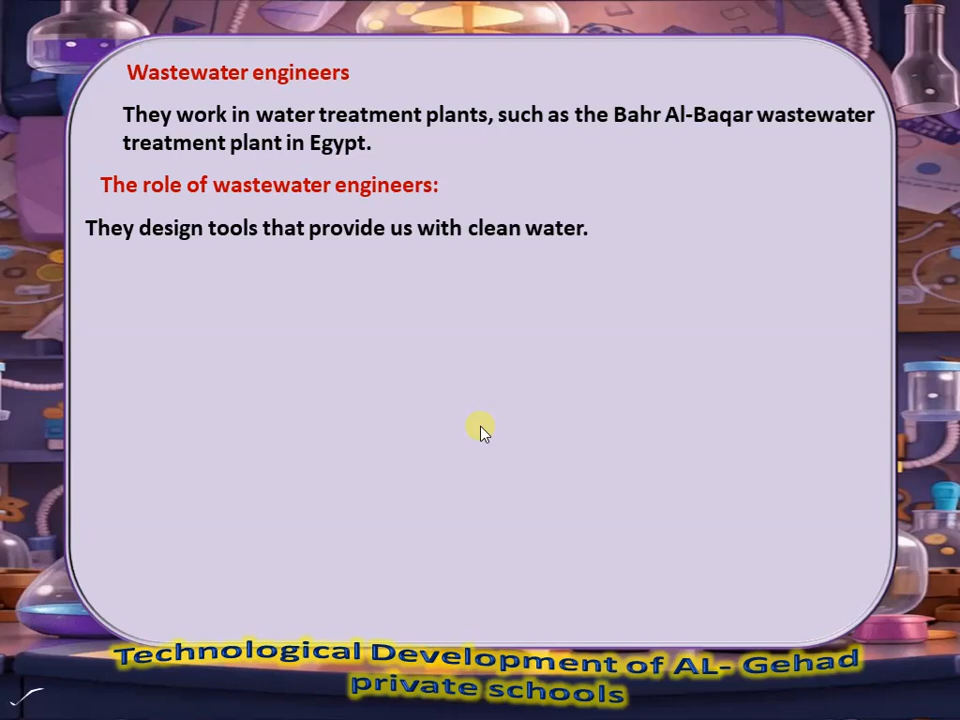 Wastewater engineers
They work in water treatment plants, such as the Bahr Al-Baqar wastewater
treatment plant in Egypt.
The role of wastewater engineers:
They design tools that provide us with clean water.
Technological Development of AL- Gehad
private schools